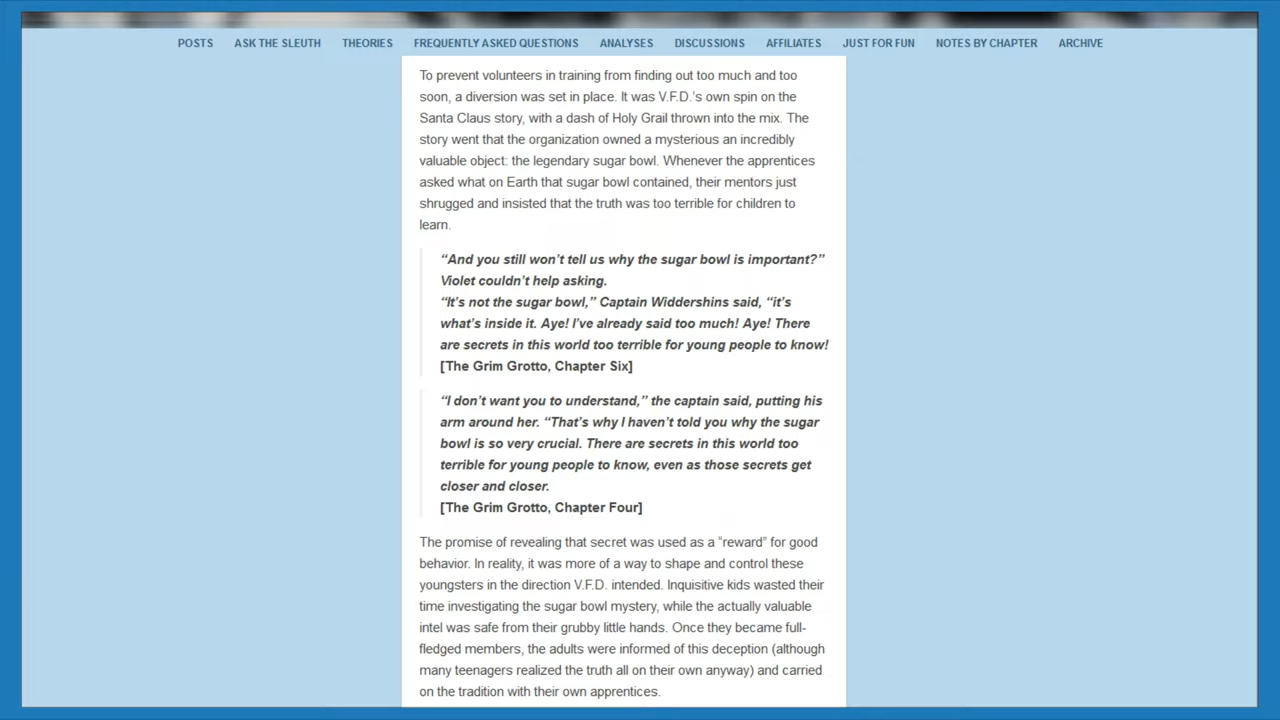 POSTS ASK THE SLEUTH THEORIES FREQUENTLY ASKED QUESTIONS ANALYSES DISCUSSIONS AFFILIATES JUST FOR FUN NOTES BY CHAPTER ARCHIVE
To prevent volunteers in training from finding out too much and too
soon, a diversion was set in place. It was V.F.D.’s own spin on the
Santa Claus story, with a dash of Holy Grail thrown into the mix. The
story went that the organization owned a mysterious an incredibly
valuable object: the legendary sugar bowl. Whenever the apprentices
asked what on Earth that sugar bowl contained, their mentors just
shrugged and insisted that the truth was too terrible for children to
learn.
“And you still won’t tell us why the sugar bowl is important?”
Violet couldn’t help asking.
“It’s not the sugar bowl,” Captain Widdershins said, “it’s
what’s inside it. Aye! I’ve already said too much! Aye! There
are secrets in this world too terrible for young people to know!
[The Grim Grotto, Chapter Six]
“I don’t want you to understand,” the captain said, putting his
arm around her. “That’s why I haven’t told you why the sugar
bowl is so very crucial. There are secrets in this world too
terrible for young people to know, even as those secrets get
closer and closer.
[The Grim Grotto, Chapter Four]
The promise of revealing that secret was used as a “reward” for good
behavior. In reality, it was more of a way to shape and control these
youngsters in the direction V.F.D. intended. Inquisitive kids wasted their
time investigating the sugar bowl mystery, while the actually valuable
intel was safe from their grubby little hands. Once they became full-
fledged members, the adults were informed of this deception (although
many teenagers realized the truth all on their own anyway) and carried
on the tradition with their own apprentices.